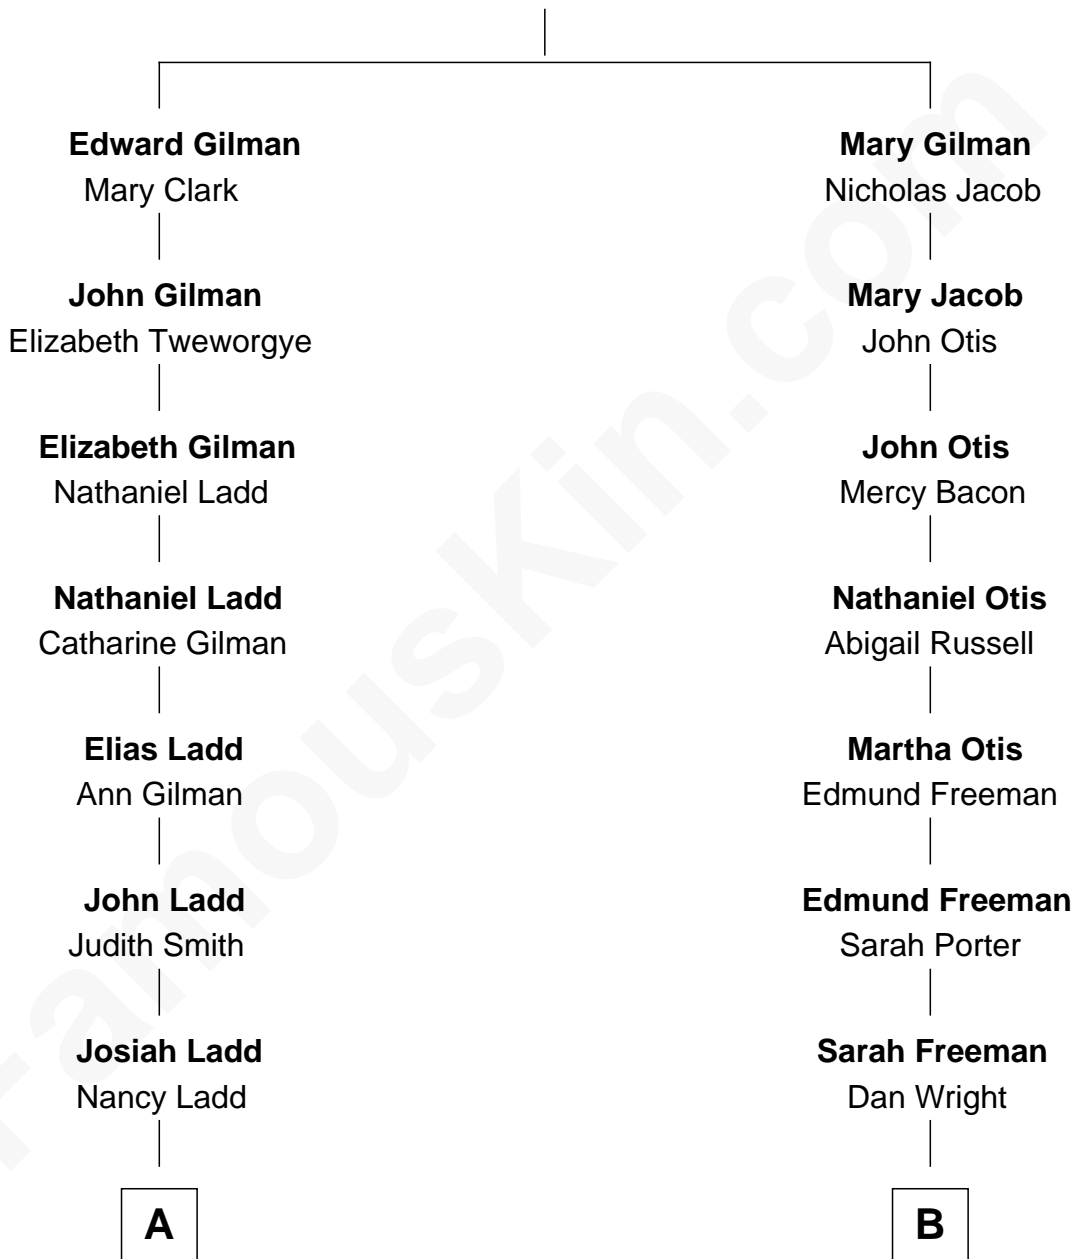 Edward Gilman
Mary Clark
John Gilman
Elizabeth Tweworgye
Elizabeth Gilman
Nathaniel Ladd
Nathaniel Ladd
Catharine Gilman
Elias Ladd
Ann Gilman
John Ladd
Judith Smith
Josiah Ladd
Nancy Ladd
A
Mary Gilman
Nicholas Jacob
Mary Jacob
John Otis
John Otis
Mercy Bacon
Nathaniel Otis
Abigail Russell
Martha Otis
Edmund Freeman
Edmund Freeman
Sarah Porter
Sarah Freeman
Dan Wright
B
FamousKin.com